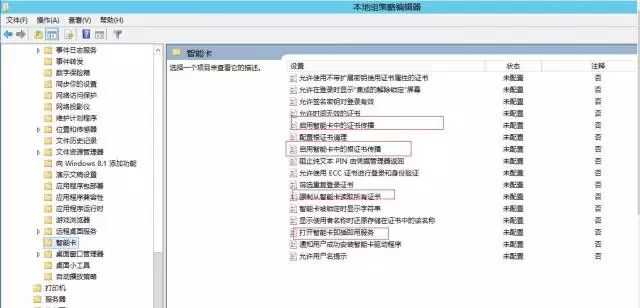 本地组策略编辑器
文件(F) 操作(A) 查看(V) 帮助(H)
事件日志服务
事件转发
数字保险箱
同步你的设置
网络访问保护
网络投影仪
维护计划程序
位置和传感器
文件历史记录
文件资源管理器
向 Windows 8.1 添加功能
演示文稿设置
应用程序包部署
应用程序兼容性
应用程序运行时
游戏浏览器
远程桌面服务
智能卡
桌面窗口管理器
桌面小工具
自动播放策略
打印机
服务器
智能卡
选择一个项目来查看它的描述。
设置 状态 注释
允许使用不带扩展密钥使用证书属性的证书 未配置 否
允许在登录时显示“集成的解除锁定”屏幕 未配置 否
允许签名密钥对登录有效 未配置 否
允许时间无效的证书 未配置 否
启用智能卡中的证书传播 未配置 否
配置根证书清理 未配置 否
启用智能卡中的根证书传播 未配置 否
阻止纯文本 PIN 由凭据管理器返回 未配置 否
允许使用 ECC 证书进行登录和身份验证 未配置 否
筛选重复登录证书 未配置 否
强制从智能卡读取所有证书 未配置 否
智能卡被锁定时显示字符串 未配置 否
显示使用者名称时还原存储在证书中的该名称 未配置 否
打开智能卡即插即用服务 未配置 否
通知用户成功安装智能卡驱动程序 未配置 否
允许用户名提示 未配置 否